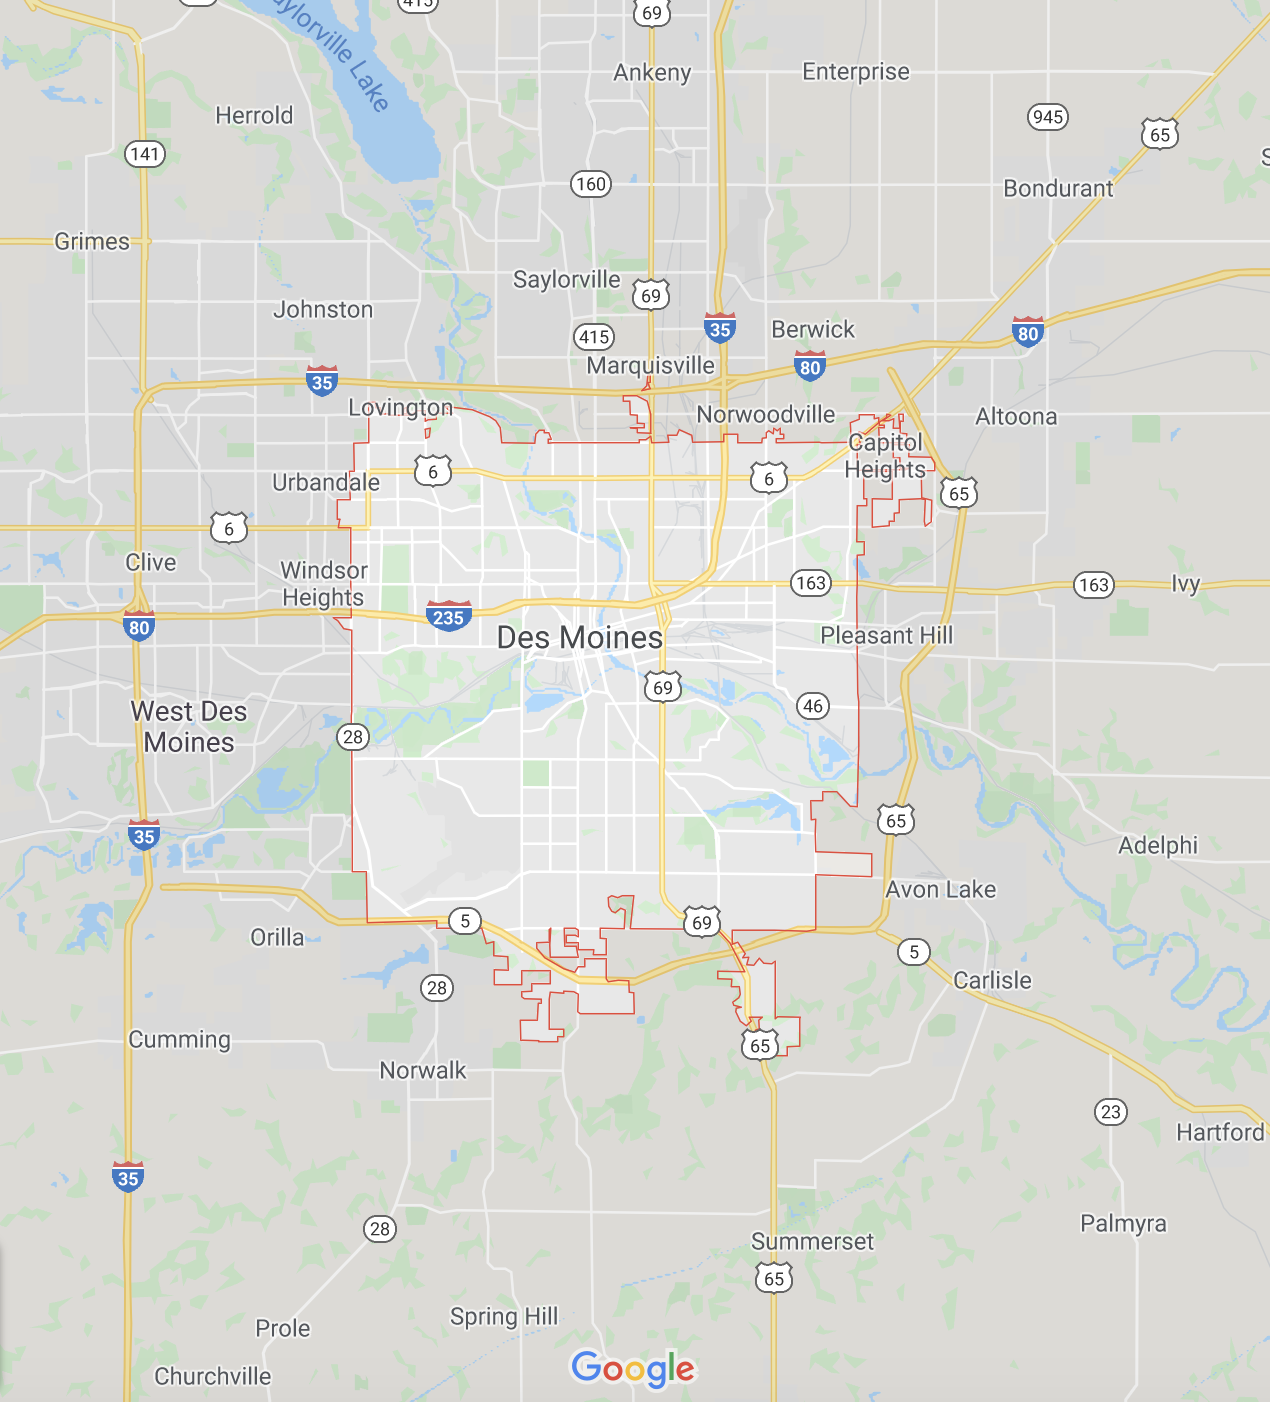 415
69
Taylorville Lake
Ankeny
Enterprise
Herrold
945
65
141
160
Bondurant
Grimes
Saylorville
69
Johnston
35
Berwick
80
415
Marquisville
80
35
Lovington
Norwoodville
Altoona
Capitol
Heights
6
6
Urbandale
65
6
Clive
Windsor
Heights
163
163
Ivy
235
80
Des Moines
Pleasant Hill
69
46
West Des
Moines
28
65
35
Adelphi
Avon Lake
5
69
Orilla
5
28
Carlisle
Cumming
65
Norwalk
23
Hartford
35
28
Palmyra
Summerset
65
Spring Hill
Prole
Google
Churchville